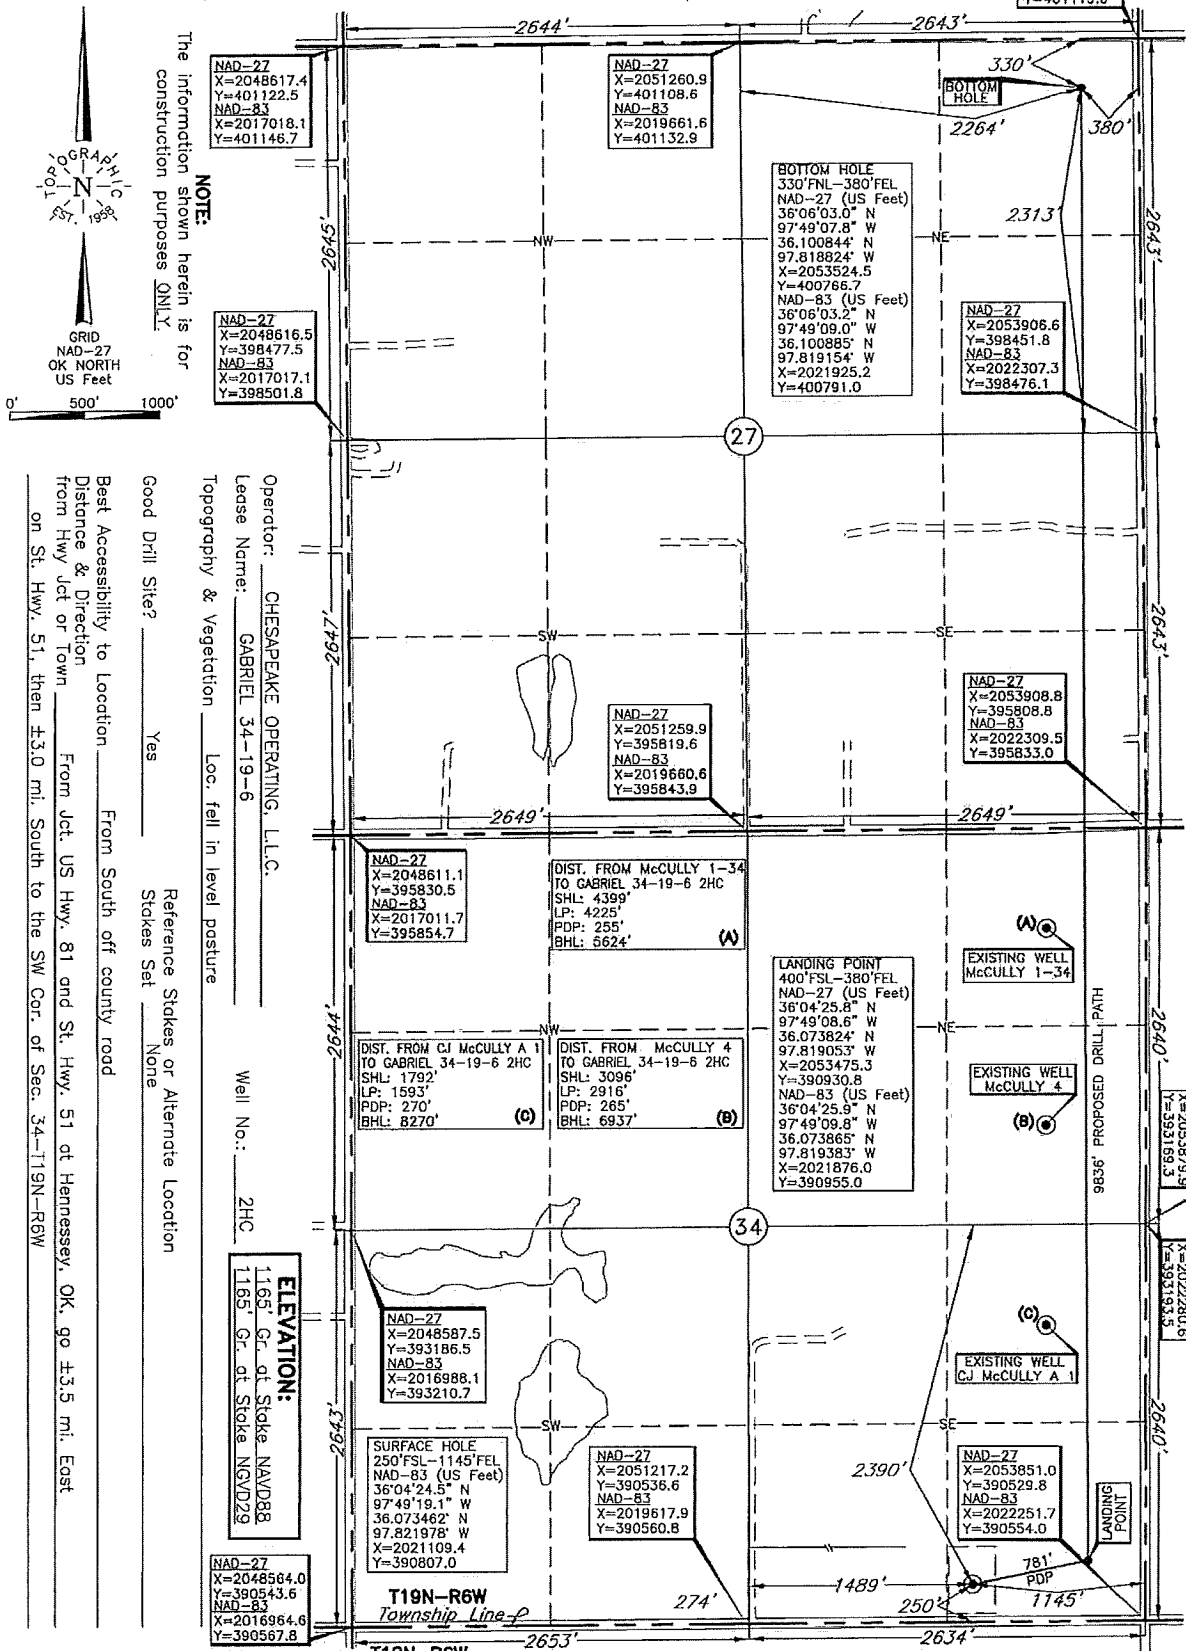 2644'
2643'
NAD-27
X=2048617.4
Y=401122.5
NAD-83
X=2017018.1
Y=401146.7
NAD-27
X=2051260.9
Y=401108.6
NAD-83
X=2019661.6
Y=401132.9
330'
BOTTOM
HOLE
2264'
380'
TOPOGRAPHIC
N
EST. 1958
GRID
NAD-27
OK NORTH
US Feet
0' 500' 1000'
NOTE:
The information shown herein is for
construction purposes ONLY.
BOTTOM HOLE
330'FNL-380'FEL
NAD-27 (US Feet)
36°06'03.0" N
97°49'07.8" W
36.100844° N
97.818824° W
X=2053524.5
Y=400766.7
NAD-83 (US Feet)
36°06'03.2" N
97°49'09.0" W
36.100885° N
97.819154° W
X=2021925.2
Y=400791.0
2313'
2645'
2643'
NW
NE
NAD-27
X=2048616.5
Y=398477.5
NAD-83
X=2017017.1
Y=398501.8
NAD-27
X=2053906.6
Y=398451.8
NAD-83
X=2022307.3
Y=398476.1
27
2647'
2643'
SW
SE
NAD-27
X=2051259.9
Y=395819.6
NAD-83
X=2019660.6
Y=395843.9
NAD-27
X=2053908.8
Y=395808.8
NAD-83
X=2022309.5
Y=395833.0
2649'
2649'
NAD-27
X=2048611.1
Y=395830.5
NAD-83
X=2017011.7
Y=395854.7
DIST. FROM McCULLY 1-34
TO GABRIEL 34-19-6 2HC
SHL: 4399'
LP: 4225'
PDP: 255'
BHL: 5624'
(A)
(A)
EXISTING WELL
McCULLY 1-34
LANDING POINT
400'FSL-380'FEL
NAD-27 (US Feet)
36°04'25.8" N
97°49'08.6" W
36.073824° N
97.819053° W
X=2053475.3
Y=390930.8
NAD-83 (US Feet)
36°04'25.9" N
97°49'09.8" W
36.073865° N
97.819383° W
X=2021876.0
Y=390955.0
2644'
2640'
NW
NE
DIST. FROM CJ McCULLY A 1
TO GABRIEL 34-19-6 2HC
SHL: 1792'
LP: 1593'
PDP: 270'
BHL: 8270'
(C)
DIST. FROM McCULLY 4
TO GABRIEL 34-19-6 2HC
SHL: 3096'
LP: 2916'
PDP: 265'
BHL: 6937'
(B)
EXISTING WELL
McCULLY 4
(B)
9836' PROPOSED DRILL PATH
Y=393169.3
X=2022280.6
Y=393193.5
34
NAD-27
X=2048587.5
Y=393186.5
NAD-83
X=2016988.1
Y=393210.7
(C)
EXISTING WELL
CJ McCULLY A 1
2643'
2640'
SW
SE
SURFACE HOLE
250'FSL-1145'FEL
NAD-83 (US Feet)
36°04'24.5" N
97°49'19.1" W
36.073462° N
97.821978° W
X=2021109.4
Y=390807.0
NAD-27
X=2051217.2
Y=390536.6
NAD-83
X=2019617.9
Y=390560.8
2390'
NAD-27
X=2053851.0
Y=390529.8
NAD-83
X=2022251.7
Y=390554.0
LANDING
POINT
781'
PDP
1489'
250'
1145'
274'
T19N-R6W
Township Line
NAD-27
X=2048564.0
Y=390543.6
NAD-83
X=2016964.6
Y=390567.8
2653'
2634'
Operator: CHESAPEAKE OPERATING, L.L.C.
Lease Name: GABRIEL 34-19-6 Well No.: 2HC
Topography & Vegetation Loc. fell in level pasture
Reference Stakes or Alternate Location
Good Drill Site? Yes Stakes Set None
Best Accessibility to Location From South off county road
Distance & Direction
from Hwy Jct or Town From Jct. US Hwy. 81 and St. Hwy. 51 at Hennessey, OK, go ±3.5 mi. East
on St. Hwy. 51, then ±3.0 mi. South to the SW Cor. of Sec. 34-T19N-R6W
ELEVATION:
1165' Gr. at Stake NAVD88
1165' Gr. at Stake NGVD29